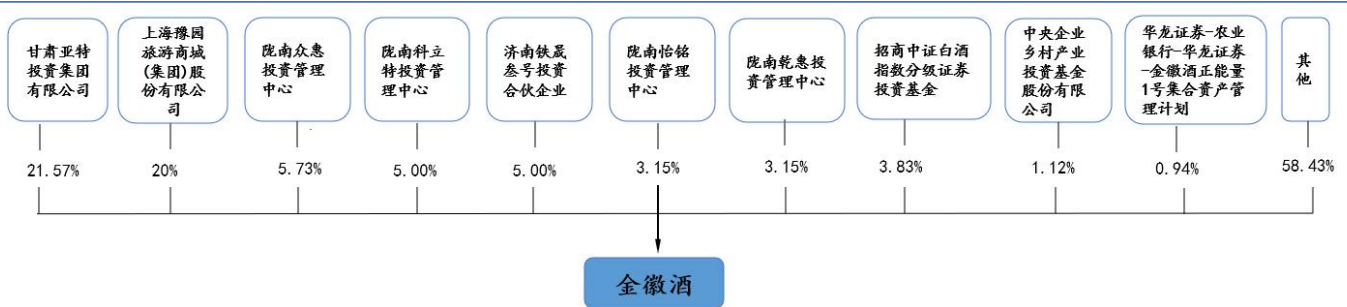 甘肃亚特
投资集团
有限公司
上海豫园
旅游商城
(集团)股
份有限公
司
陇南众惠
投资管理
中心
陇南科立
特投资管
理中心
济南铁晟
叁号投资
合伙企业
陇南怡铭
投资管理
中心
陇南乾惠投
资管理中心
招商中证白酒
指数分级证券
投资基金
中央企业
乡村产业
投资基金
股份有限
公司
华龙证券-农业
银行-华龙证券
-金徽酒正能量
1号集合资产管
理计划
其
他
21.57%
20%
5.73%
5.00%
5.00%
3.15%
3.15%
3.83%
1.12%
0.94%
58.43%
金徽酒